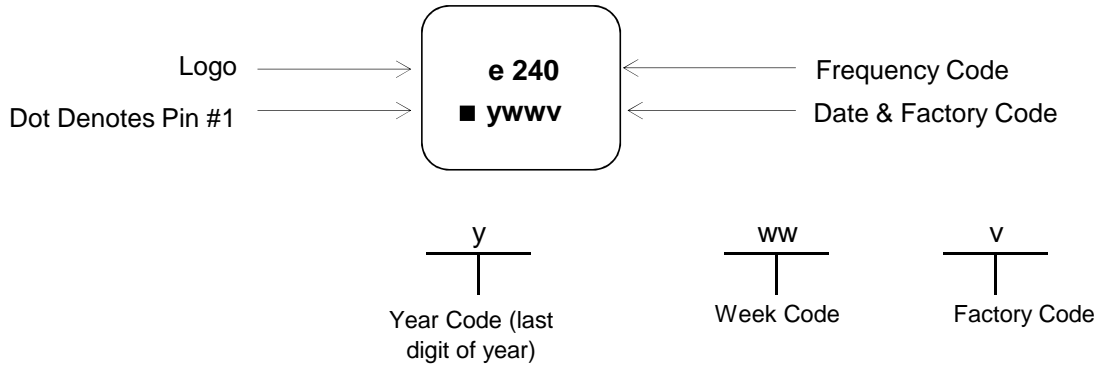 Logo
e 240
Frequency Code
Dot Denotes Pin #1
■ ywwv
Date & Factory Code
y
ww
v
Year Code (last
digit of year)
Week Code
Factory Code